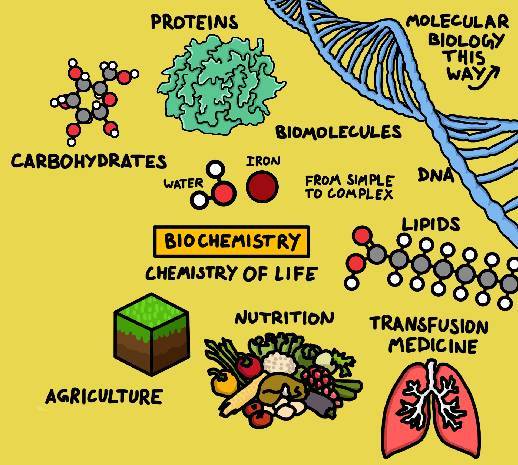 PROTEINS
MOLECULAR
BIOLOGY
THIS
WAY
CARBOHYDRATES
BIOMOLECULES
WATER
IRON
FROM SIMPLE
TO COMPLEX
DNA
BIOCHEMISTRY
CHEMISTRY OF LIFE
LIPIDS
NUTRITION
TRANSFUSION
MEDICINE
AGRICULTURE